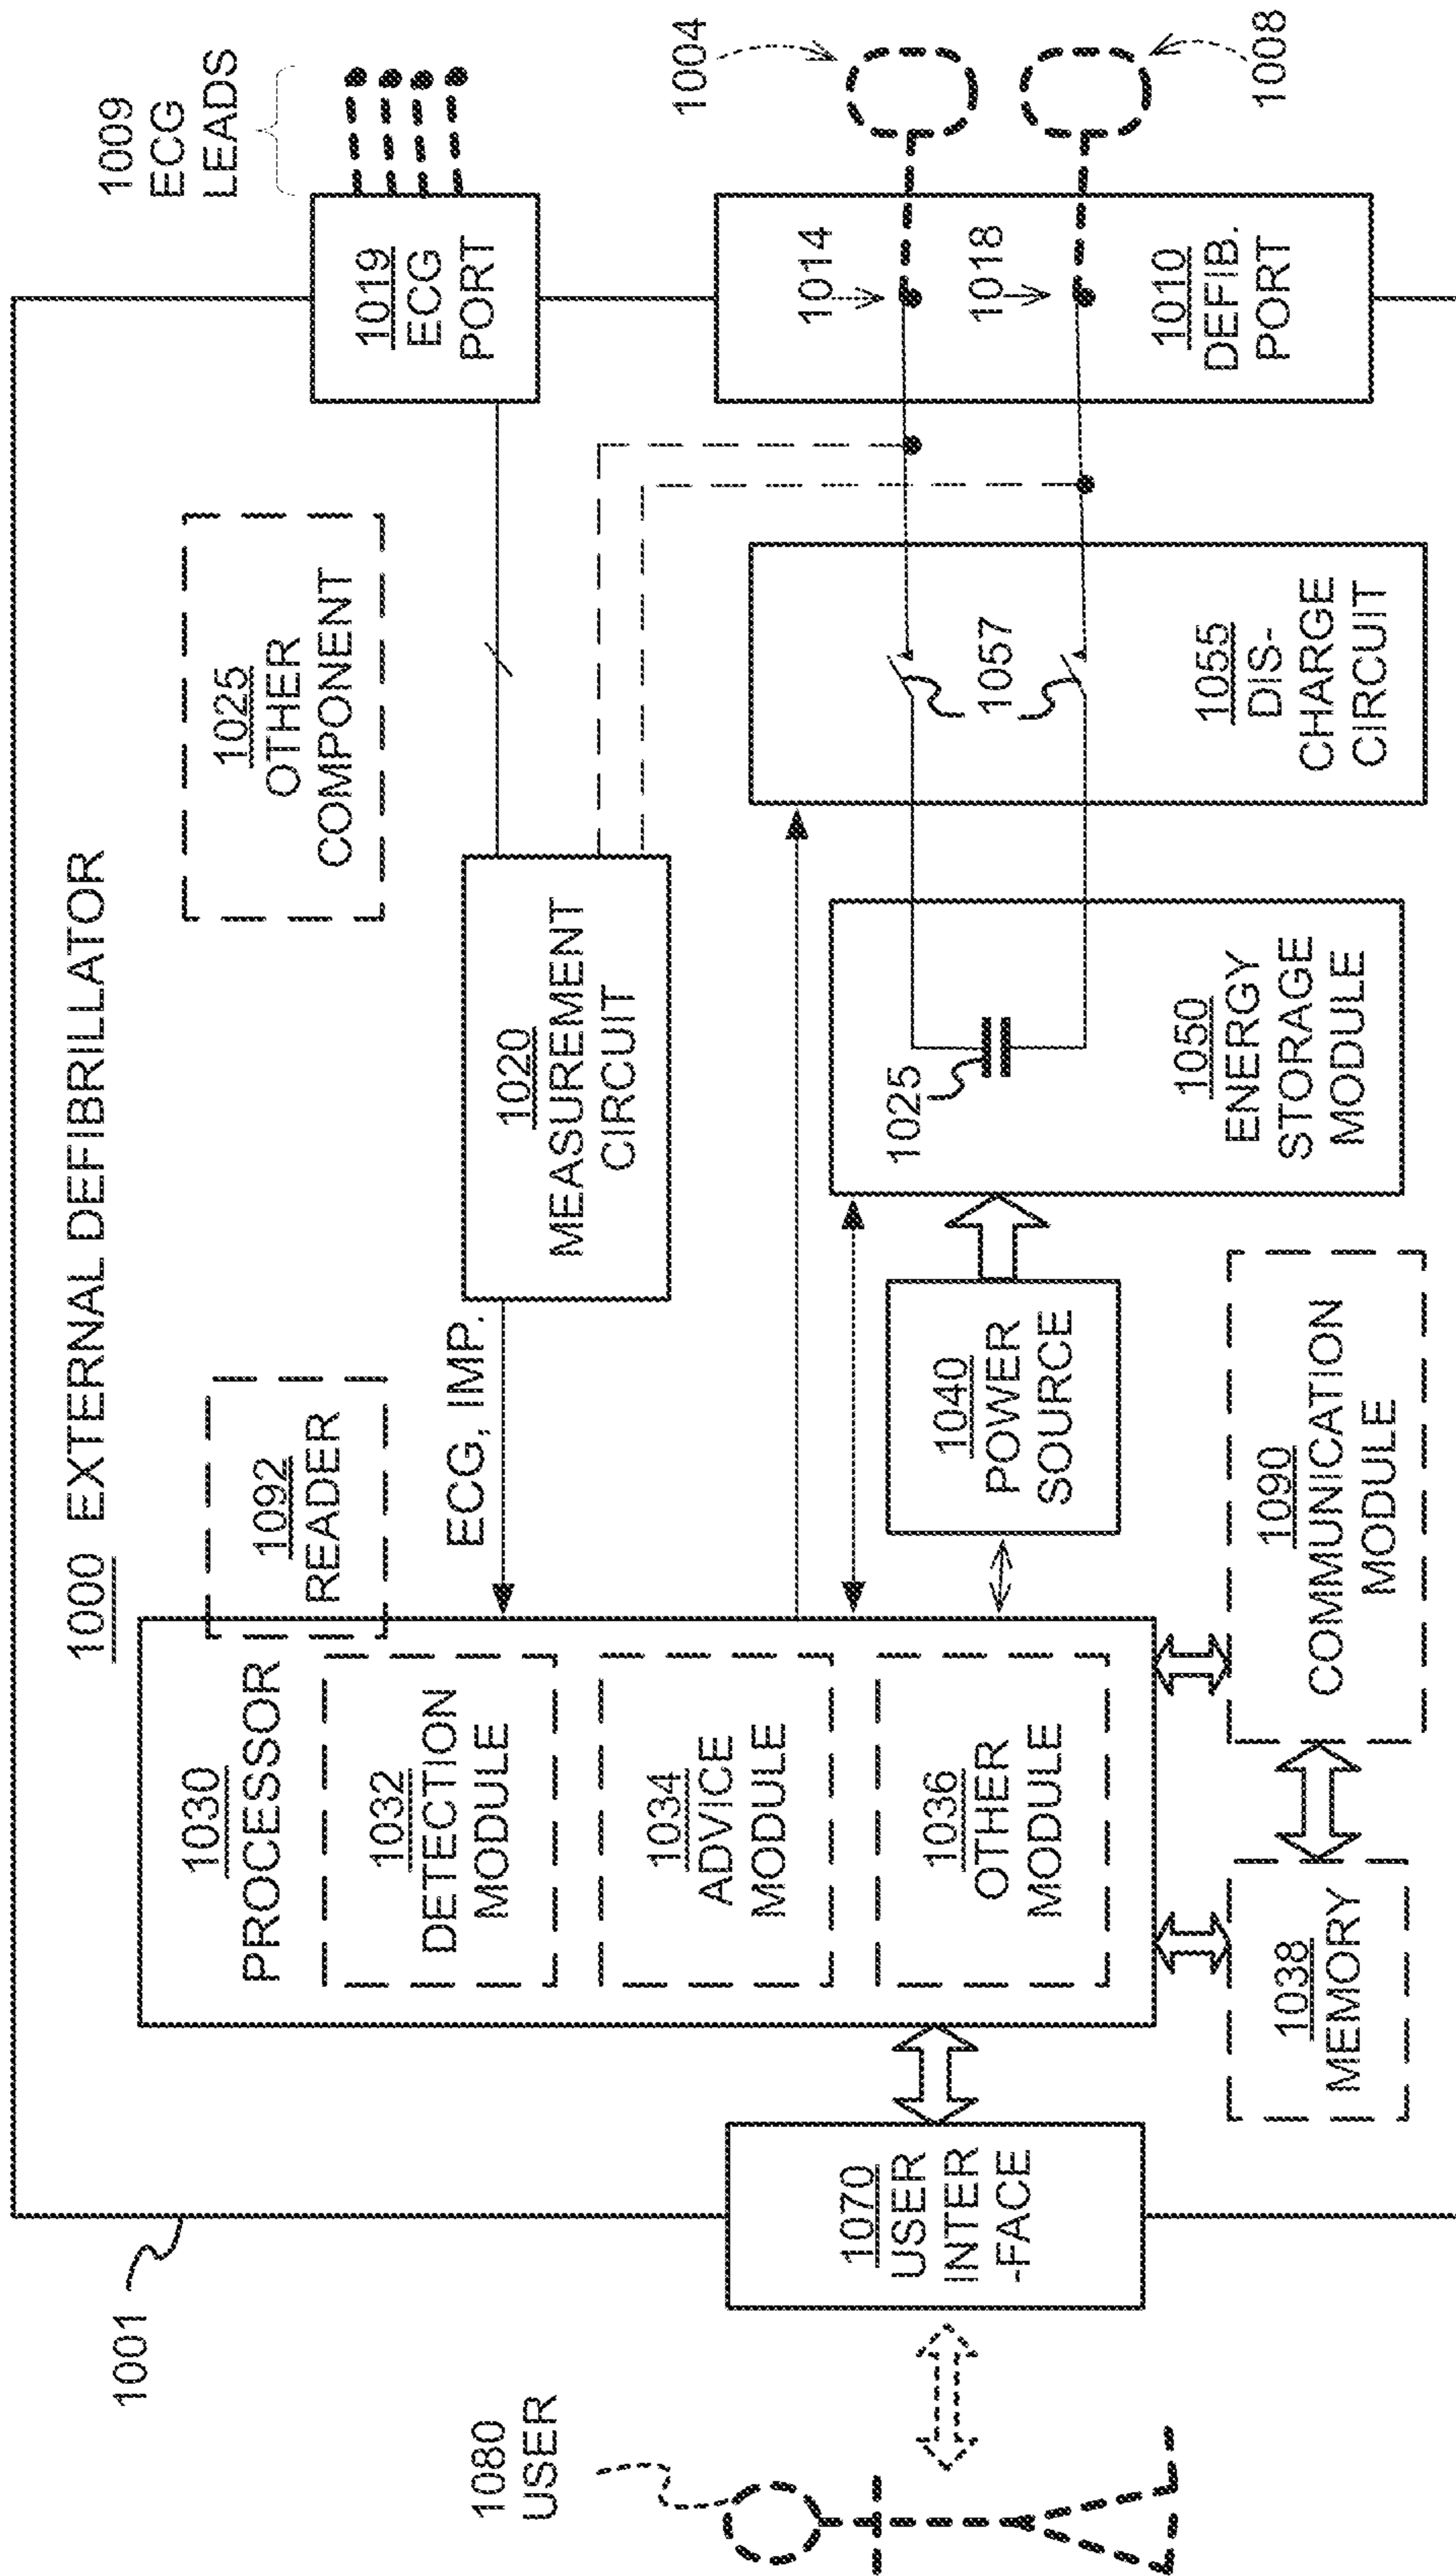 1000 EXTERNAL DEFIBRILLATOR
1001
1009
ECG
LEADS
1092
READER
1025
OTHER
COMPONENT
1019
ECG
PORT
1030
PROCESSOR
1032
DETECTION
MODULE
1034
ADVICE
MODULE
1036
OTHER
MODULE
ECG, IMP.
1020
MEASUREMENT
CIRCUIT
1080
USER
1070
USER
INTER
-FACE
1040
POWER
SOURCE
1025
1050
ENERGY
STORAGE
MODULE
1057
1055
DIS-
CHARGE
CIRCUIT
1014
1018
1010
DEFIB.
PORT
1004
1008
1038
MEMORY
1090
COMMUNICATION
MODULE